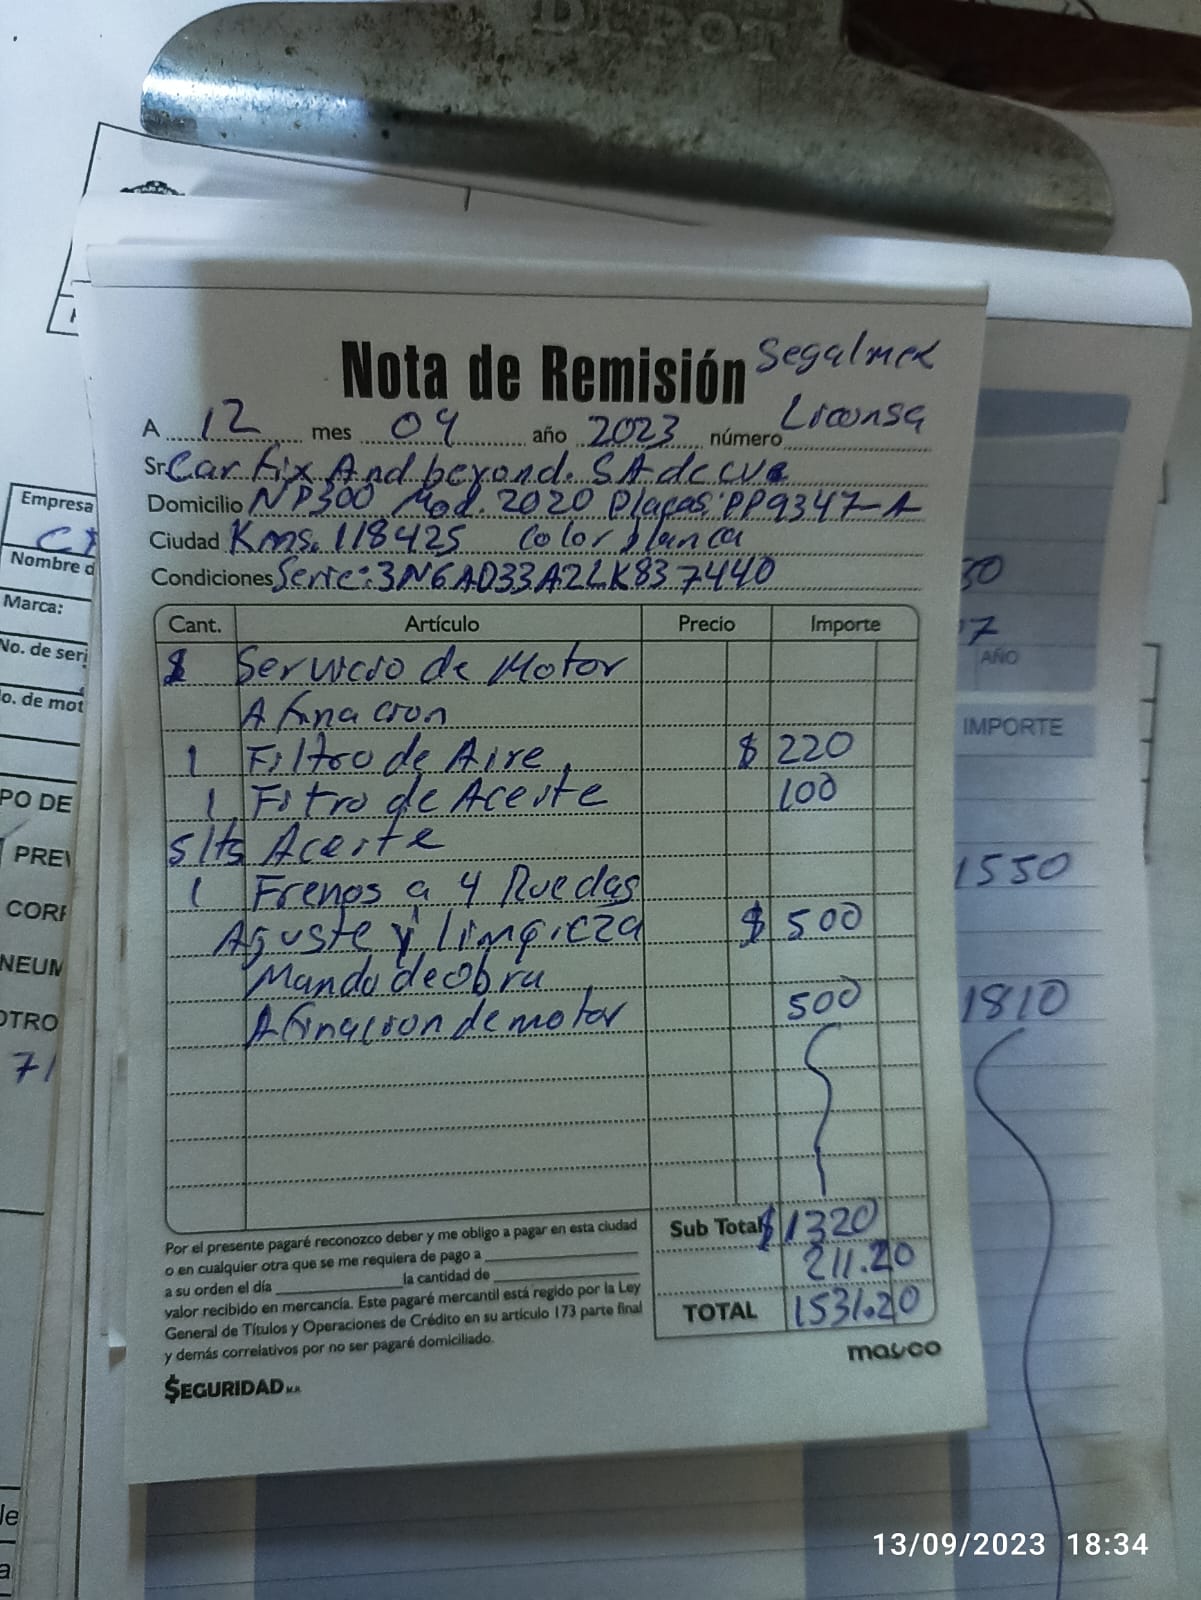 DEPOT
Nota de Remisión
Segalmex
Liconsa
A 12 mes 09 año 2023 número
Sr. Car fix And beyond. SA de cv
Domicilio NP300 Mod. 2020 Placas: PP9347-A
Ciudad Kms. 118425 color blanca
Condiciones Serie: 3N6AD33A2LK837440
Cant. Artículo Precio Importe
1 Servicio de Motor
Afinacion
1 Filtro de Aire $ 220
1 Fitro de Aceite 100
5 lts Aceite
1 Frenos a 4 Ruedas
Ajuste y limpieza $ 500
Mando de obra
Afinacion de motor 500
Sub Total $1320
211.20
TOTAL 1531.20
Por el presente pagaré reconozco deber y me obligo a pagar en esta ciudad
o en cualquier otra que se me requiera de pago a
a su orden el día la cantidad de
valor recibido en mercancía. Este pagaré mercantil está regido por la Ley
General de Títulos y Operaciones de Crédito en su artículo 173 parte final
y demás correlativos por no ser pagaré domiciliado.
masco
$EGURIDAD M.R.
Empresa
Nombre d
Marca:
No. de seri
o. de mot
PO DE
PREV
CORR
NEUM
OTRO
71
30
7
AÑO
IMPORTE
1550
1810
13/09/2023 18:34